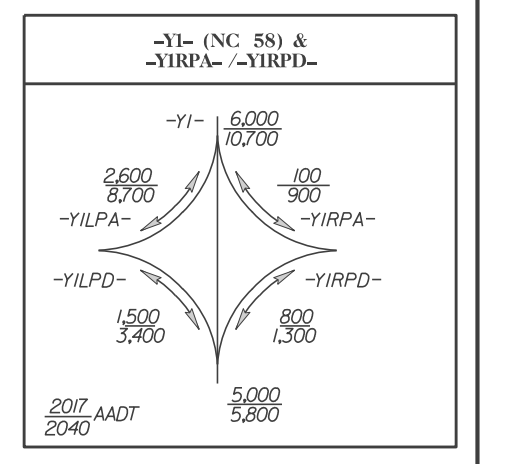 -Y1- (NC 58) &
-Y1RPA- /-Y1RPD-
-Y1-
6,000
10,700
2,600
8,700
100
900
-Y1LPA-
-Y1RPA-
-Y1LPD-
-Y1RPD-
1,500
3,400
800
1,300
5,000
5,800
2017
2040 AADT